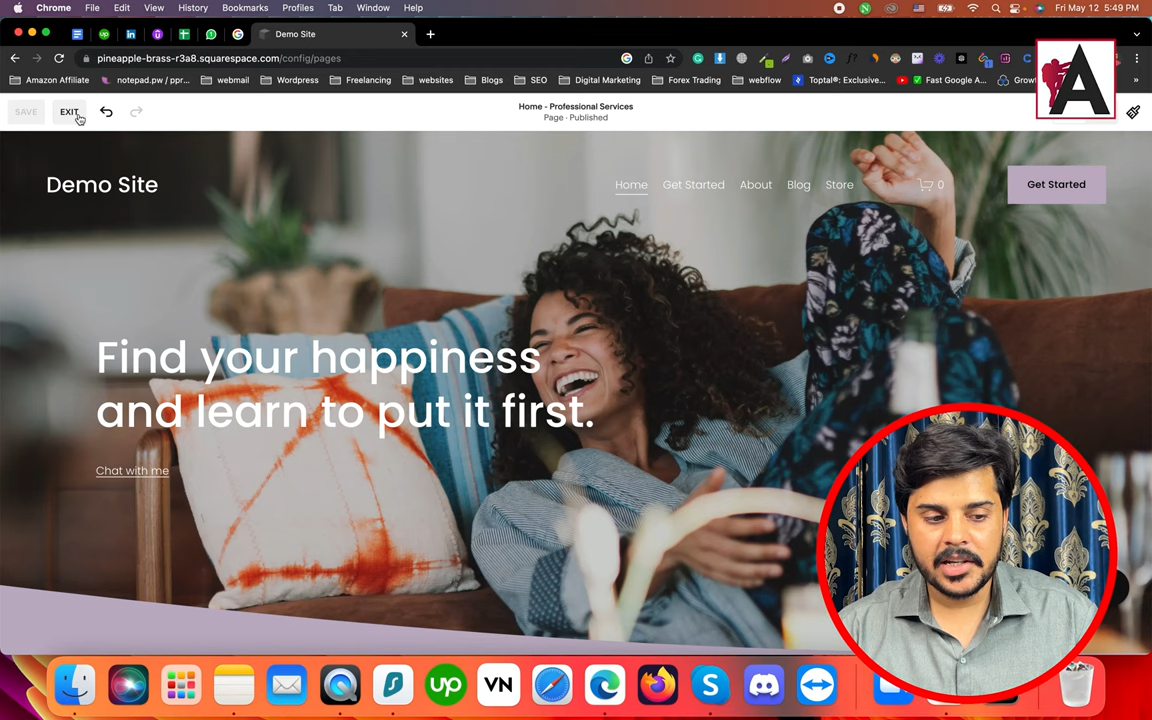 Chrome File Edit View History Bookmarks Profiles Tab Window Help Fri May 12 5:49 PM
Demo Site
pineapple-brass-r3a8.squarespace.com/config/pages
Amazon Affiliate notepad.pw / ppr... webmail Wordpress Freelancing websites Blogs SEO Digital Marketing Forex Trading webflow Toptal®: Exclusive... Fast Google A... Grow
SAVE EXIT
Home - Professional Services
Page · Published
A
Demo Site
Home Get Started About Blog Store 0 Get Started
Find your happiness
and learn to put it first.
Chat with me
up VN